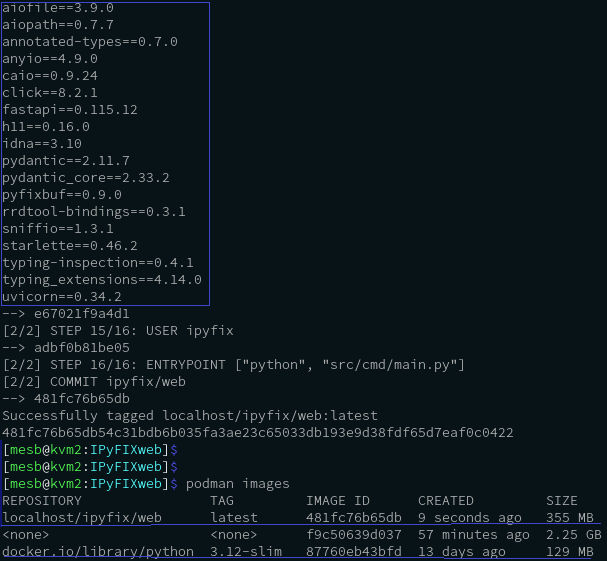 aiofile==3.9.0
aiopath==0.7.7
annotated-types==0.7.0
anyio==4.9.0
caio==0.9.24
click==8.2.1
fastapi==0.115.12
h11==0.16.0
idna==3.10
pydantic==2.11.7
pydantic_core==2.33.2
pyfixbuf==0.9.0
rrdtool-bindings==0.3.1
sniffio==1.3.1
starlette==0.46.2
typing-inspection==0.4.1
typing_extensions==4.14.0
uvicorn==0.34.2
--> e67021f9a4d1
[2/2] STEP 15/16: USER ipyfix
--> adbf0b81be05
[2/2] STEP 16/16: ENTRYPOINT ["python", "src/cmd/main.py"]
[2/2] COMMIT ipyfix/web
--> 481fc76b65db
Successfully tagged localhost/ipyfix/web:latest
481fc76b65db54c31bdb6b035fa3ae23c65033db193e9d38fdf65d7eaf0c0422
[mesb@kvm2:IPyFIXweb]$
[mesb@kvm2:IPyFIXweb]$
[mesb@kvm2:IPyFIXweb]$ podman images
REPOSITORY TAG IMAGE ID CREATED SIZE
localhost/ipyfix/web latest 481fc76b65db 9 seconds ago 355 MB
<none> <none> f9c50639d037 57 minutes ago 2.25 GB
docker.io/library/python 3.12-slim 87760eb43bfd 13 days ago 129 MB